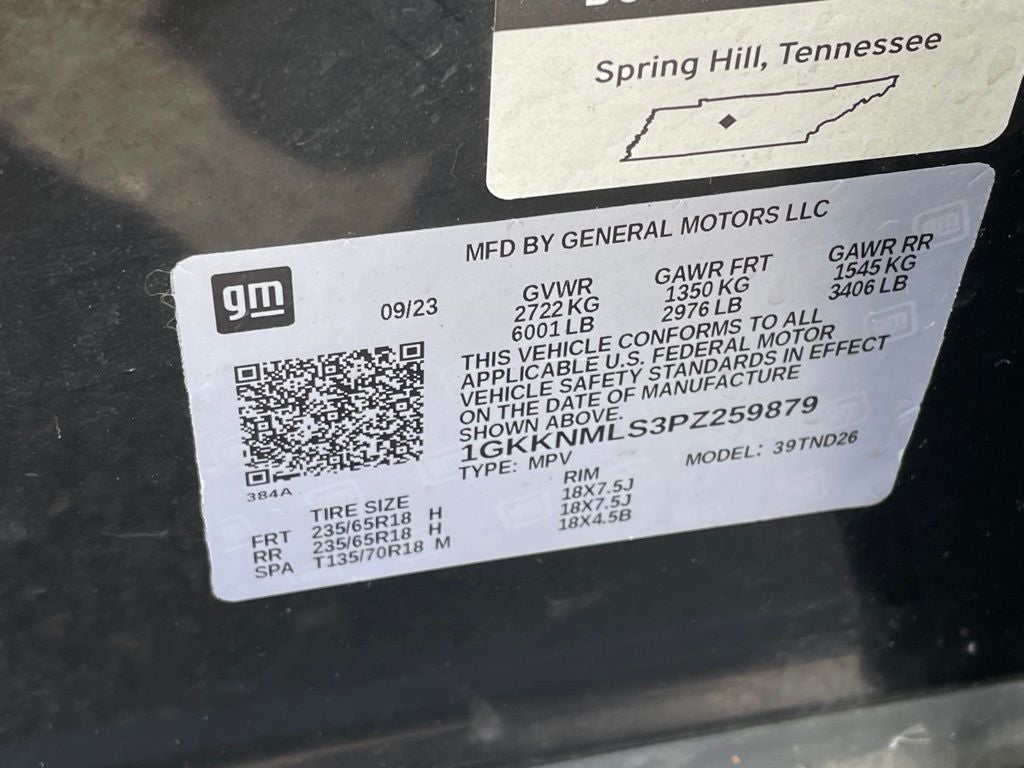 Spring Hill, Tennessee
MFD BY GENERAL MOTORS LLC
gm
09/23
GVWR
2722 KG
6001 LB
GAWR FRT
1350 KG
2976 LB
GAWR RR
1545 KG
3406 LB
THIS VEHICLE CONFORMS TO ALL
APPLICABLE U.S. FEDERAL MOTOR
VEHICLE SAFETY STANDARDS IN EFFECT
ON THE DATE OF MANUFACTURE
SHOWN ABOVE.
1GKKNMLS3PZ259879
TYPE: MPV
MODEL: 39TND26
384A
TIRE SIZE
RIM
FRT 235/65R18 H 18X7.5J
RR 235/65R18 H 18X7.5J
SPA T135/70R18 M 18X4.5B